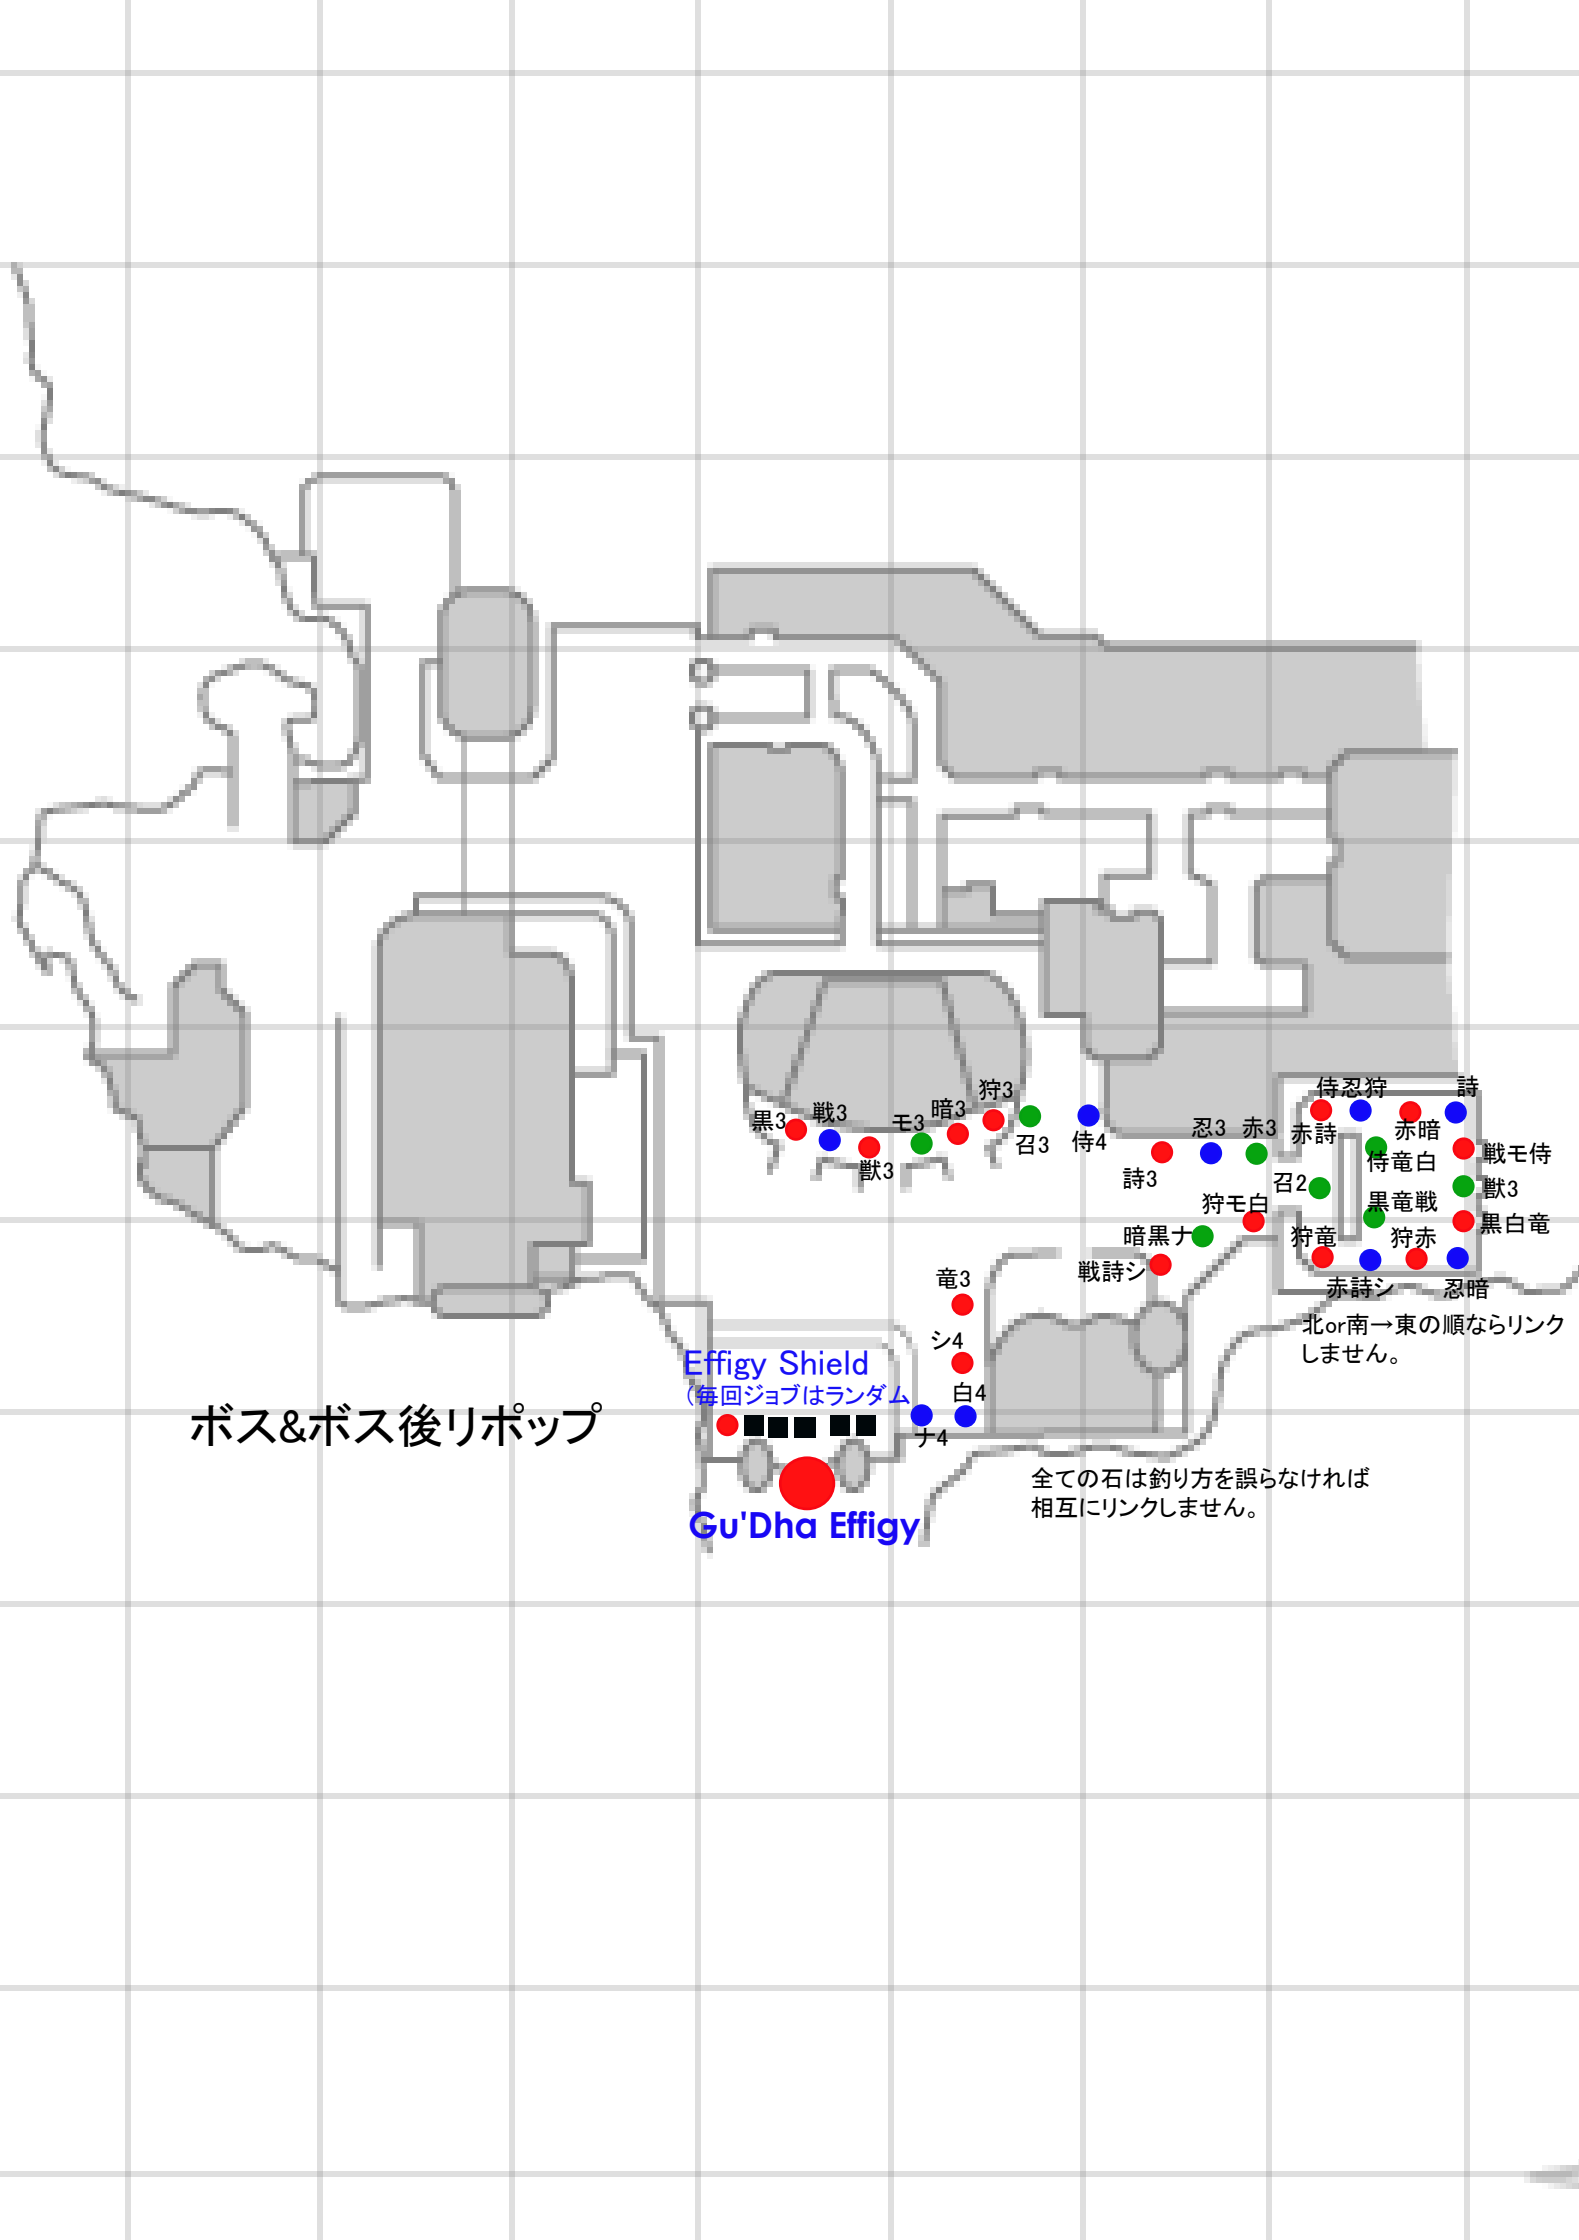 侍忍狩
詩
狩3
暗3
戦3
黒3
モ3
召3
侍4
忍3
赤3
赤詩
赤暗
戦モ侍
侍竜白
獣3
詩3
召2
獣3
狩モ白
黒竜戦
黒白竜
暗黒ナ
狩竜
狩赤
戦詩シ
竜3
赤詩シ
忍暗
北or南→東の順ならリンク
しません。
シ4
Effigy Shield
(毎回ジョブはランダム
白4
ボス&ボス後リポップ
ナ4
全ての石は釣り方を誤らなければ
相互にリンクしません。
Gu'Dha Effigy